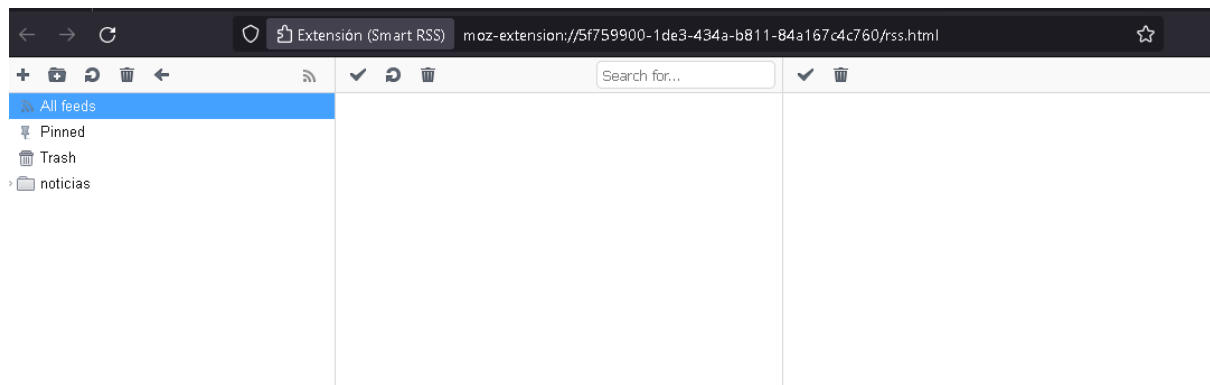 Extensión (Smart RSS) moz-extension://5f759900-1de3-434a-b811-84a167c4c760/rss.html
Search for...
All feeds
Pinned
Trash
noticias